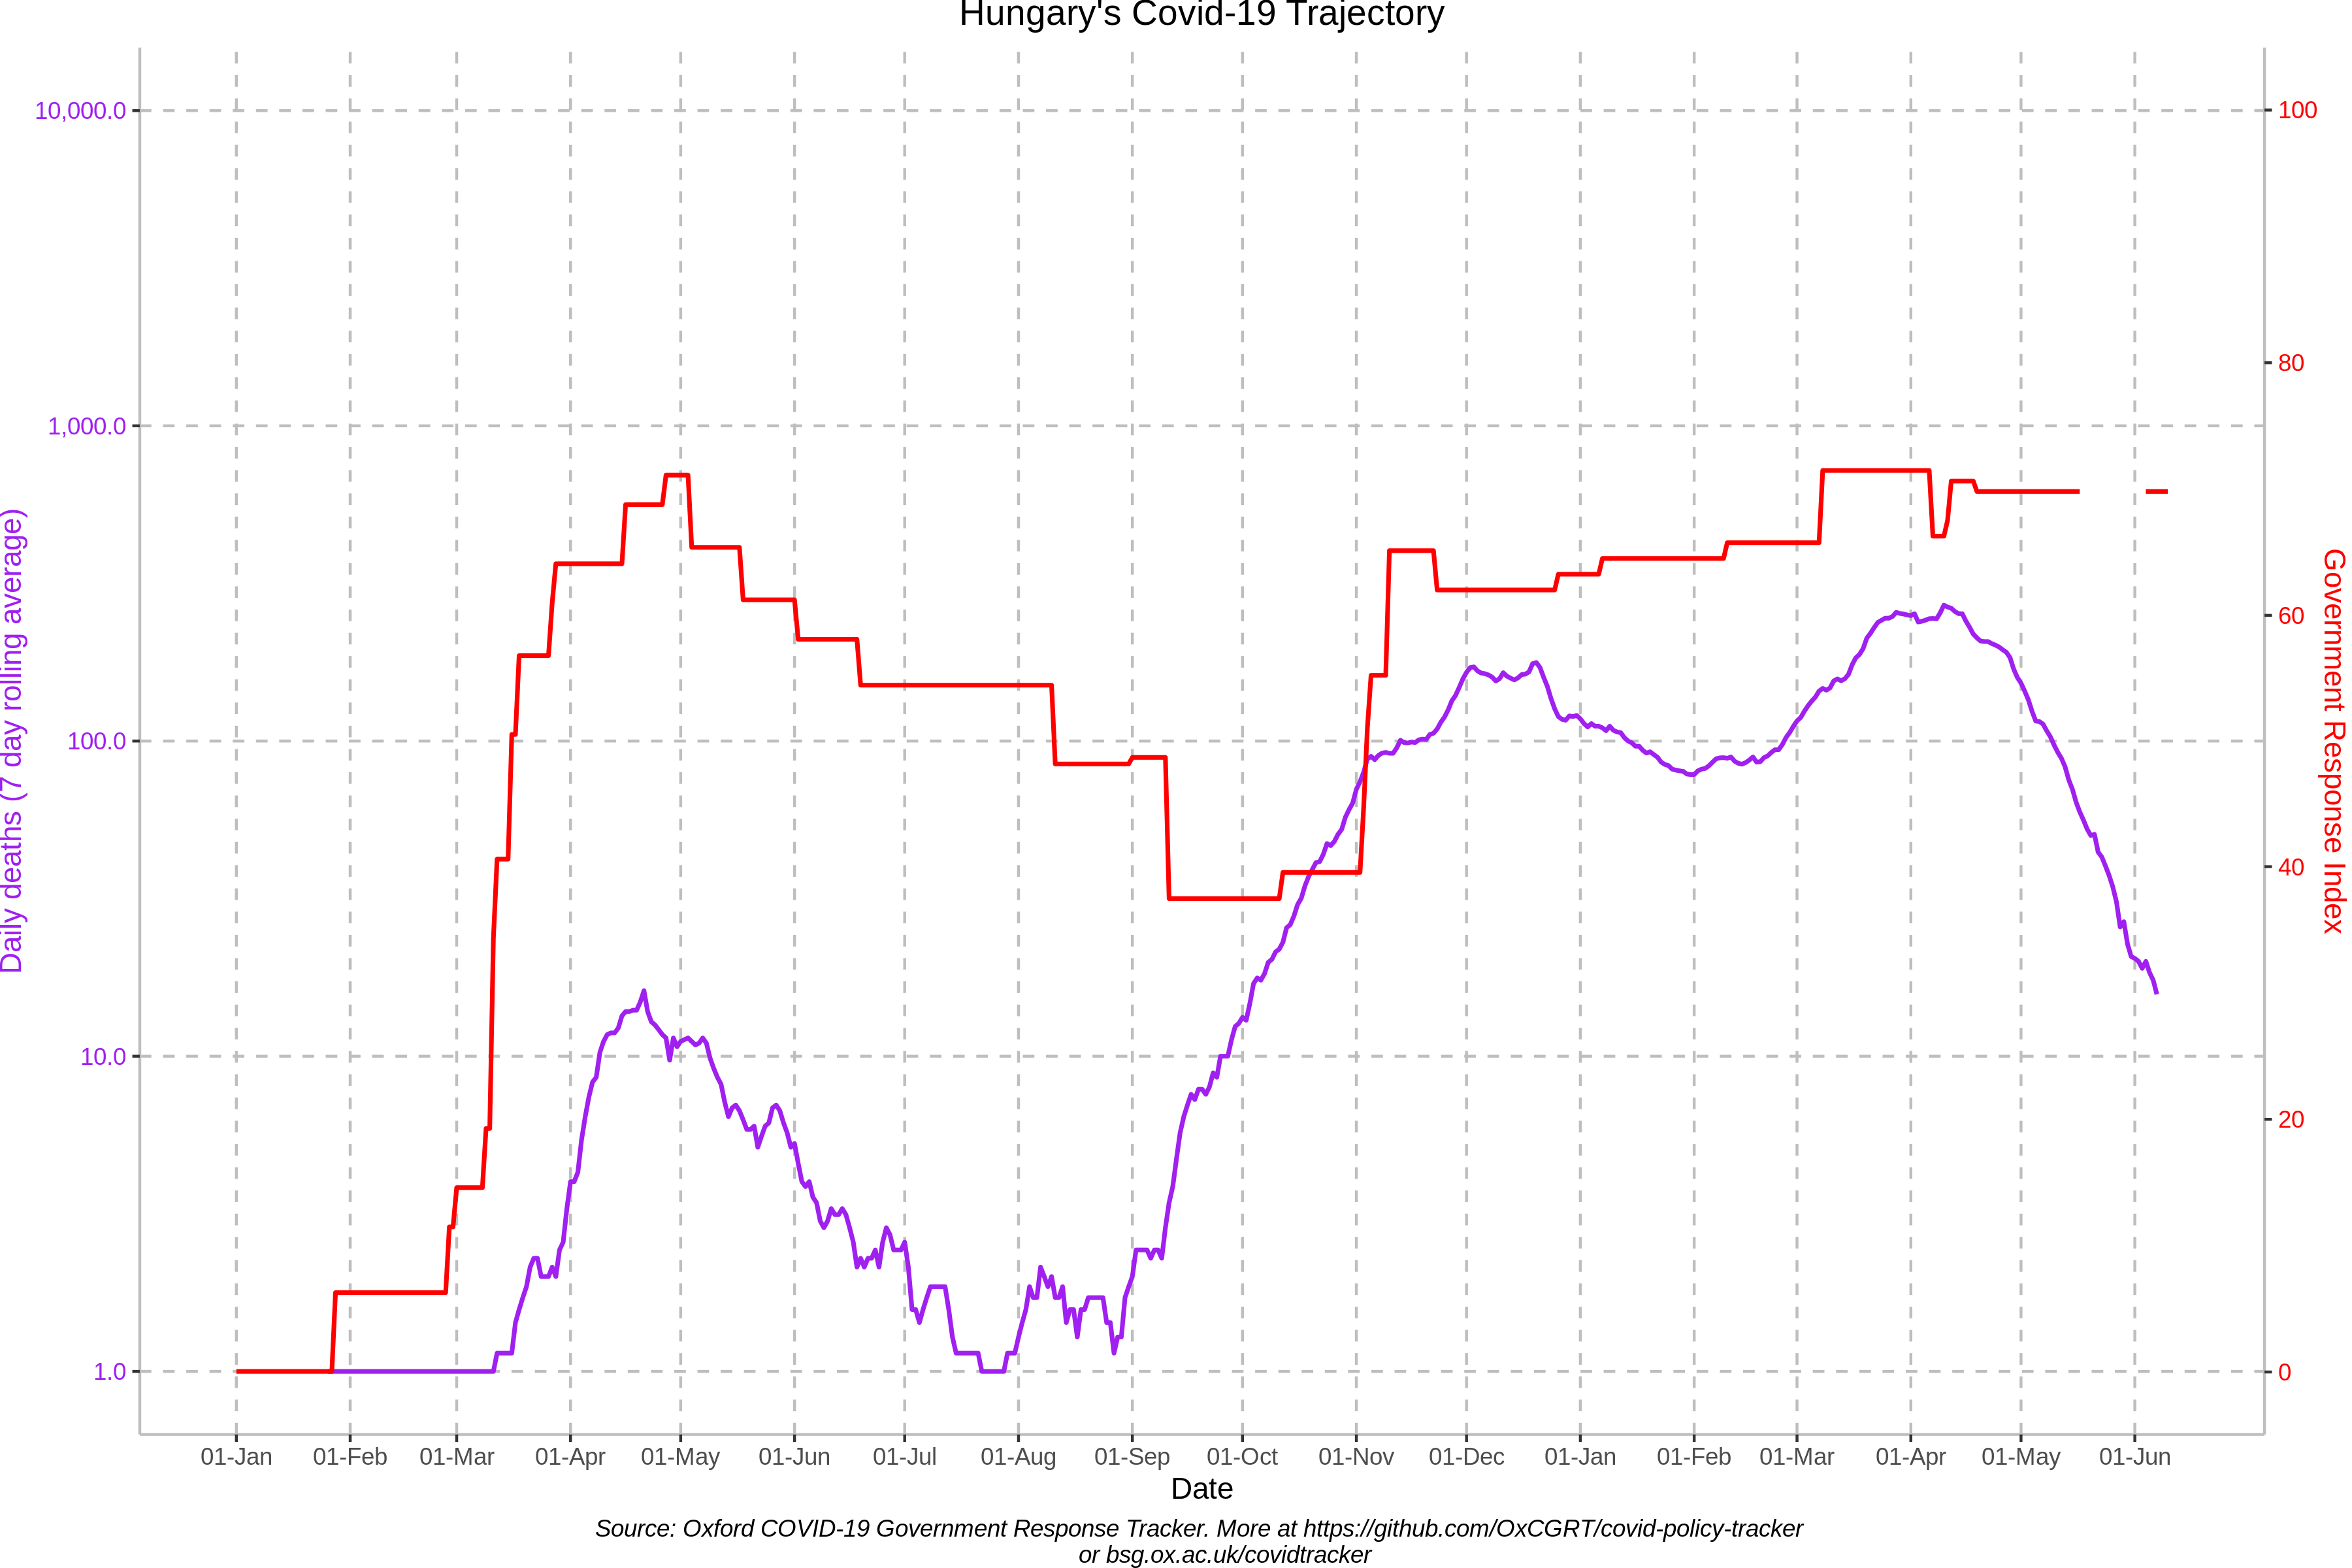 Hungary's Covid-19 Trajectory
Daily deaths (7 day rolling average)
10,000.0
1,000.0
100.0
10.0
1.0
100
80
60
40
20
0
Government Response Index
01-Jan 01-Feb 01-Mar 01-Apr 01-May 01-Jun 01-Jul 01-Aug 01-Sep 01-Oct 01-Nov 01-Dec 01-Jan 01-Feb 01-Mar 01-Apr 01-May 01-Jun
Date
Source: Oxford COVID-19 Government Response Tracker. More at https://github.com/OxCGRT/covid-policy-tracker
or bsg.ox.ac.uk/covidtracker